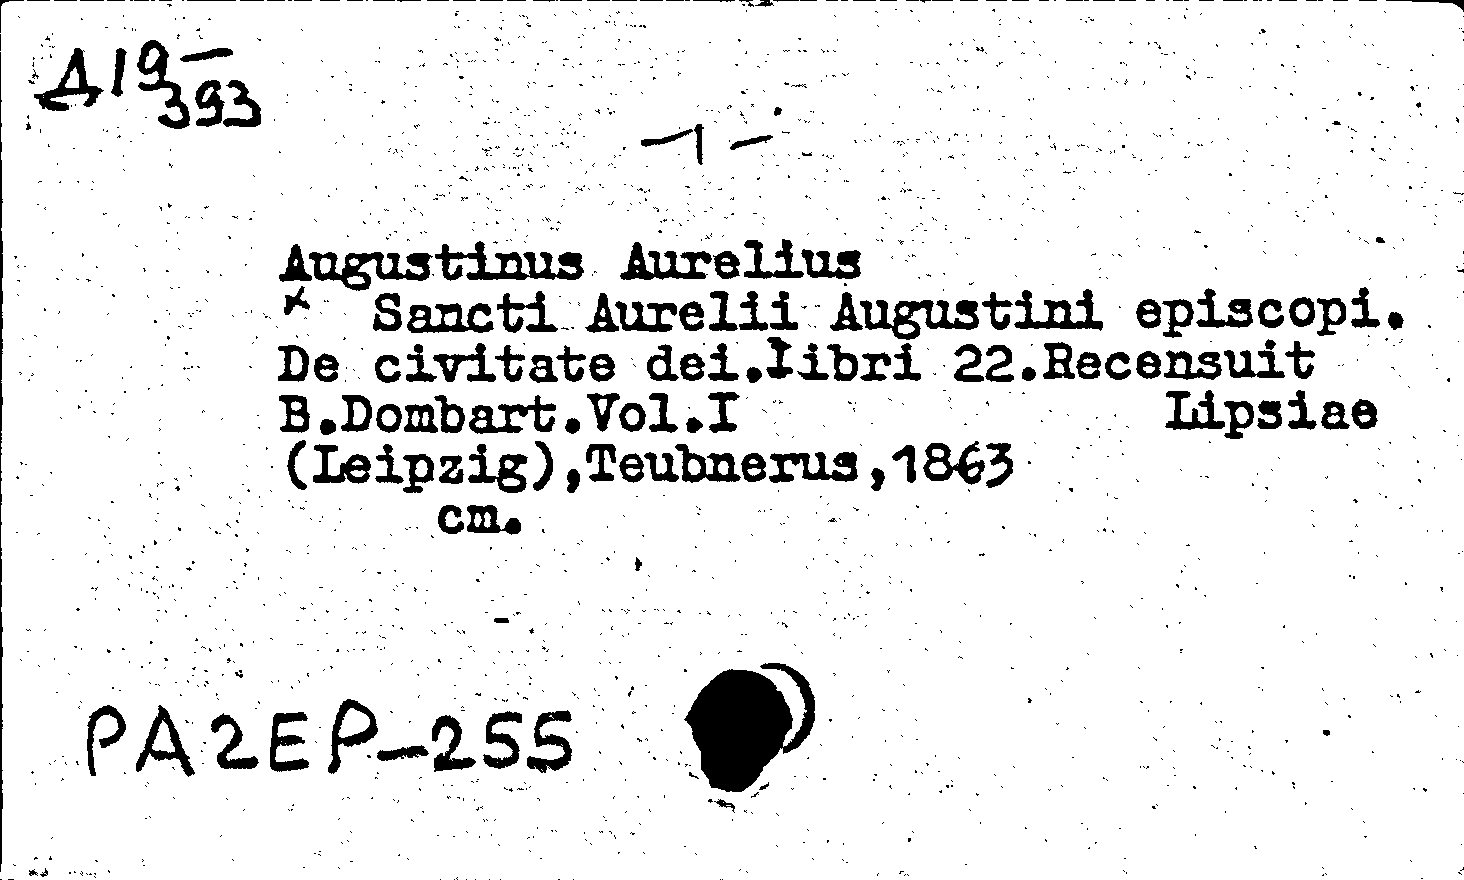 Д19-
393
-1-
Augustinus Aurelius
x Sancti Aurelii Augustini episcopi.
De civitate dei.Libri 22.Recensuit
B.Dombart.Vol.I Lipsiae
(Leipzig),Teubnerus,1863
cm.
PA2EP-255